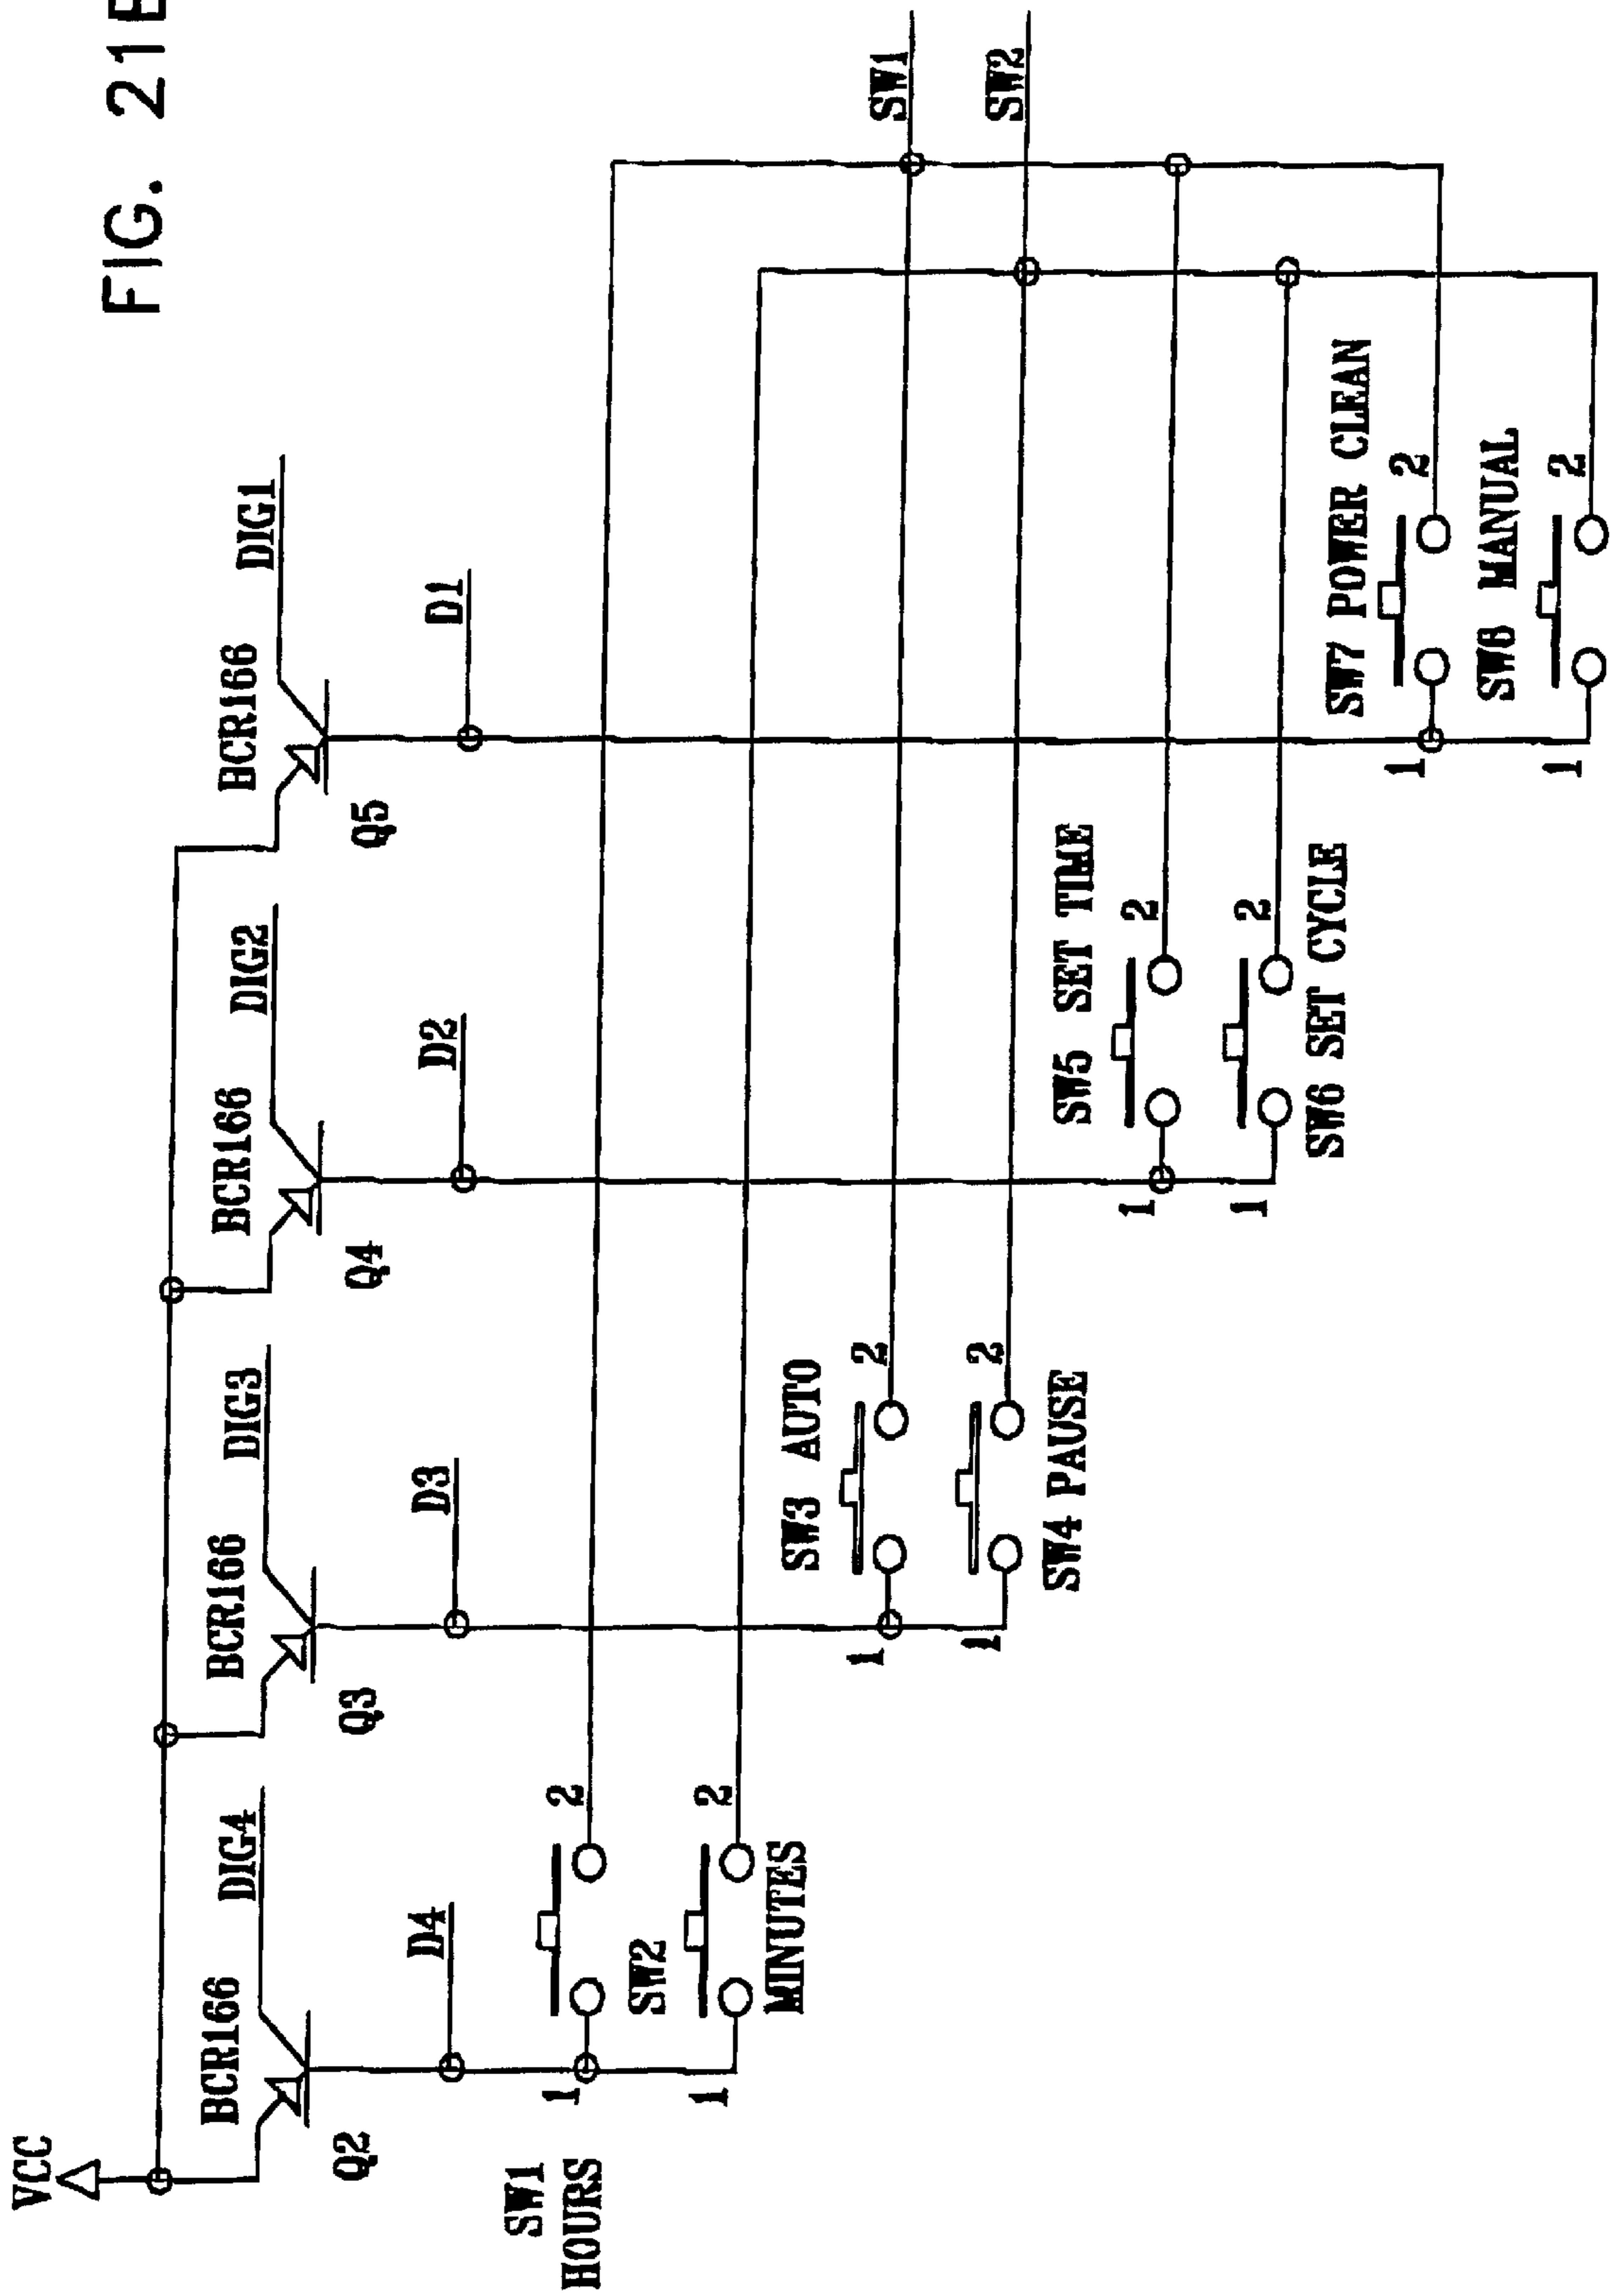 FIG. 21
VCC
BCR166
DIG4
Q2
D4
BCR166
DIG3
Q3
D3
BCR166
DIG2
Q4
D2
BCR166
DIG1
Q5
D1
SW1
HOURS
1
2
SW2
MINUTES
1
2
SW3 AUTO
1
2
SW4 PAUSE
1
2
SW5 SET TIME
1
2
SW6 SET CYCLE
1
2
SW7 POWER CLEAN
1
2
SW8 MANUAL
1
2
SW1
SW2